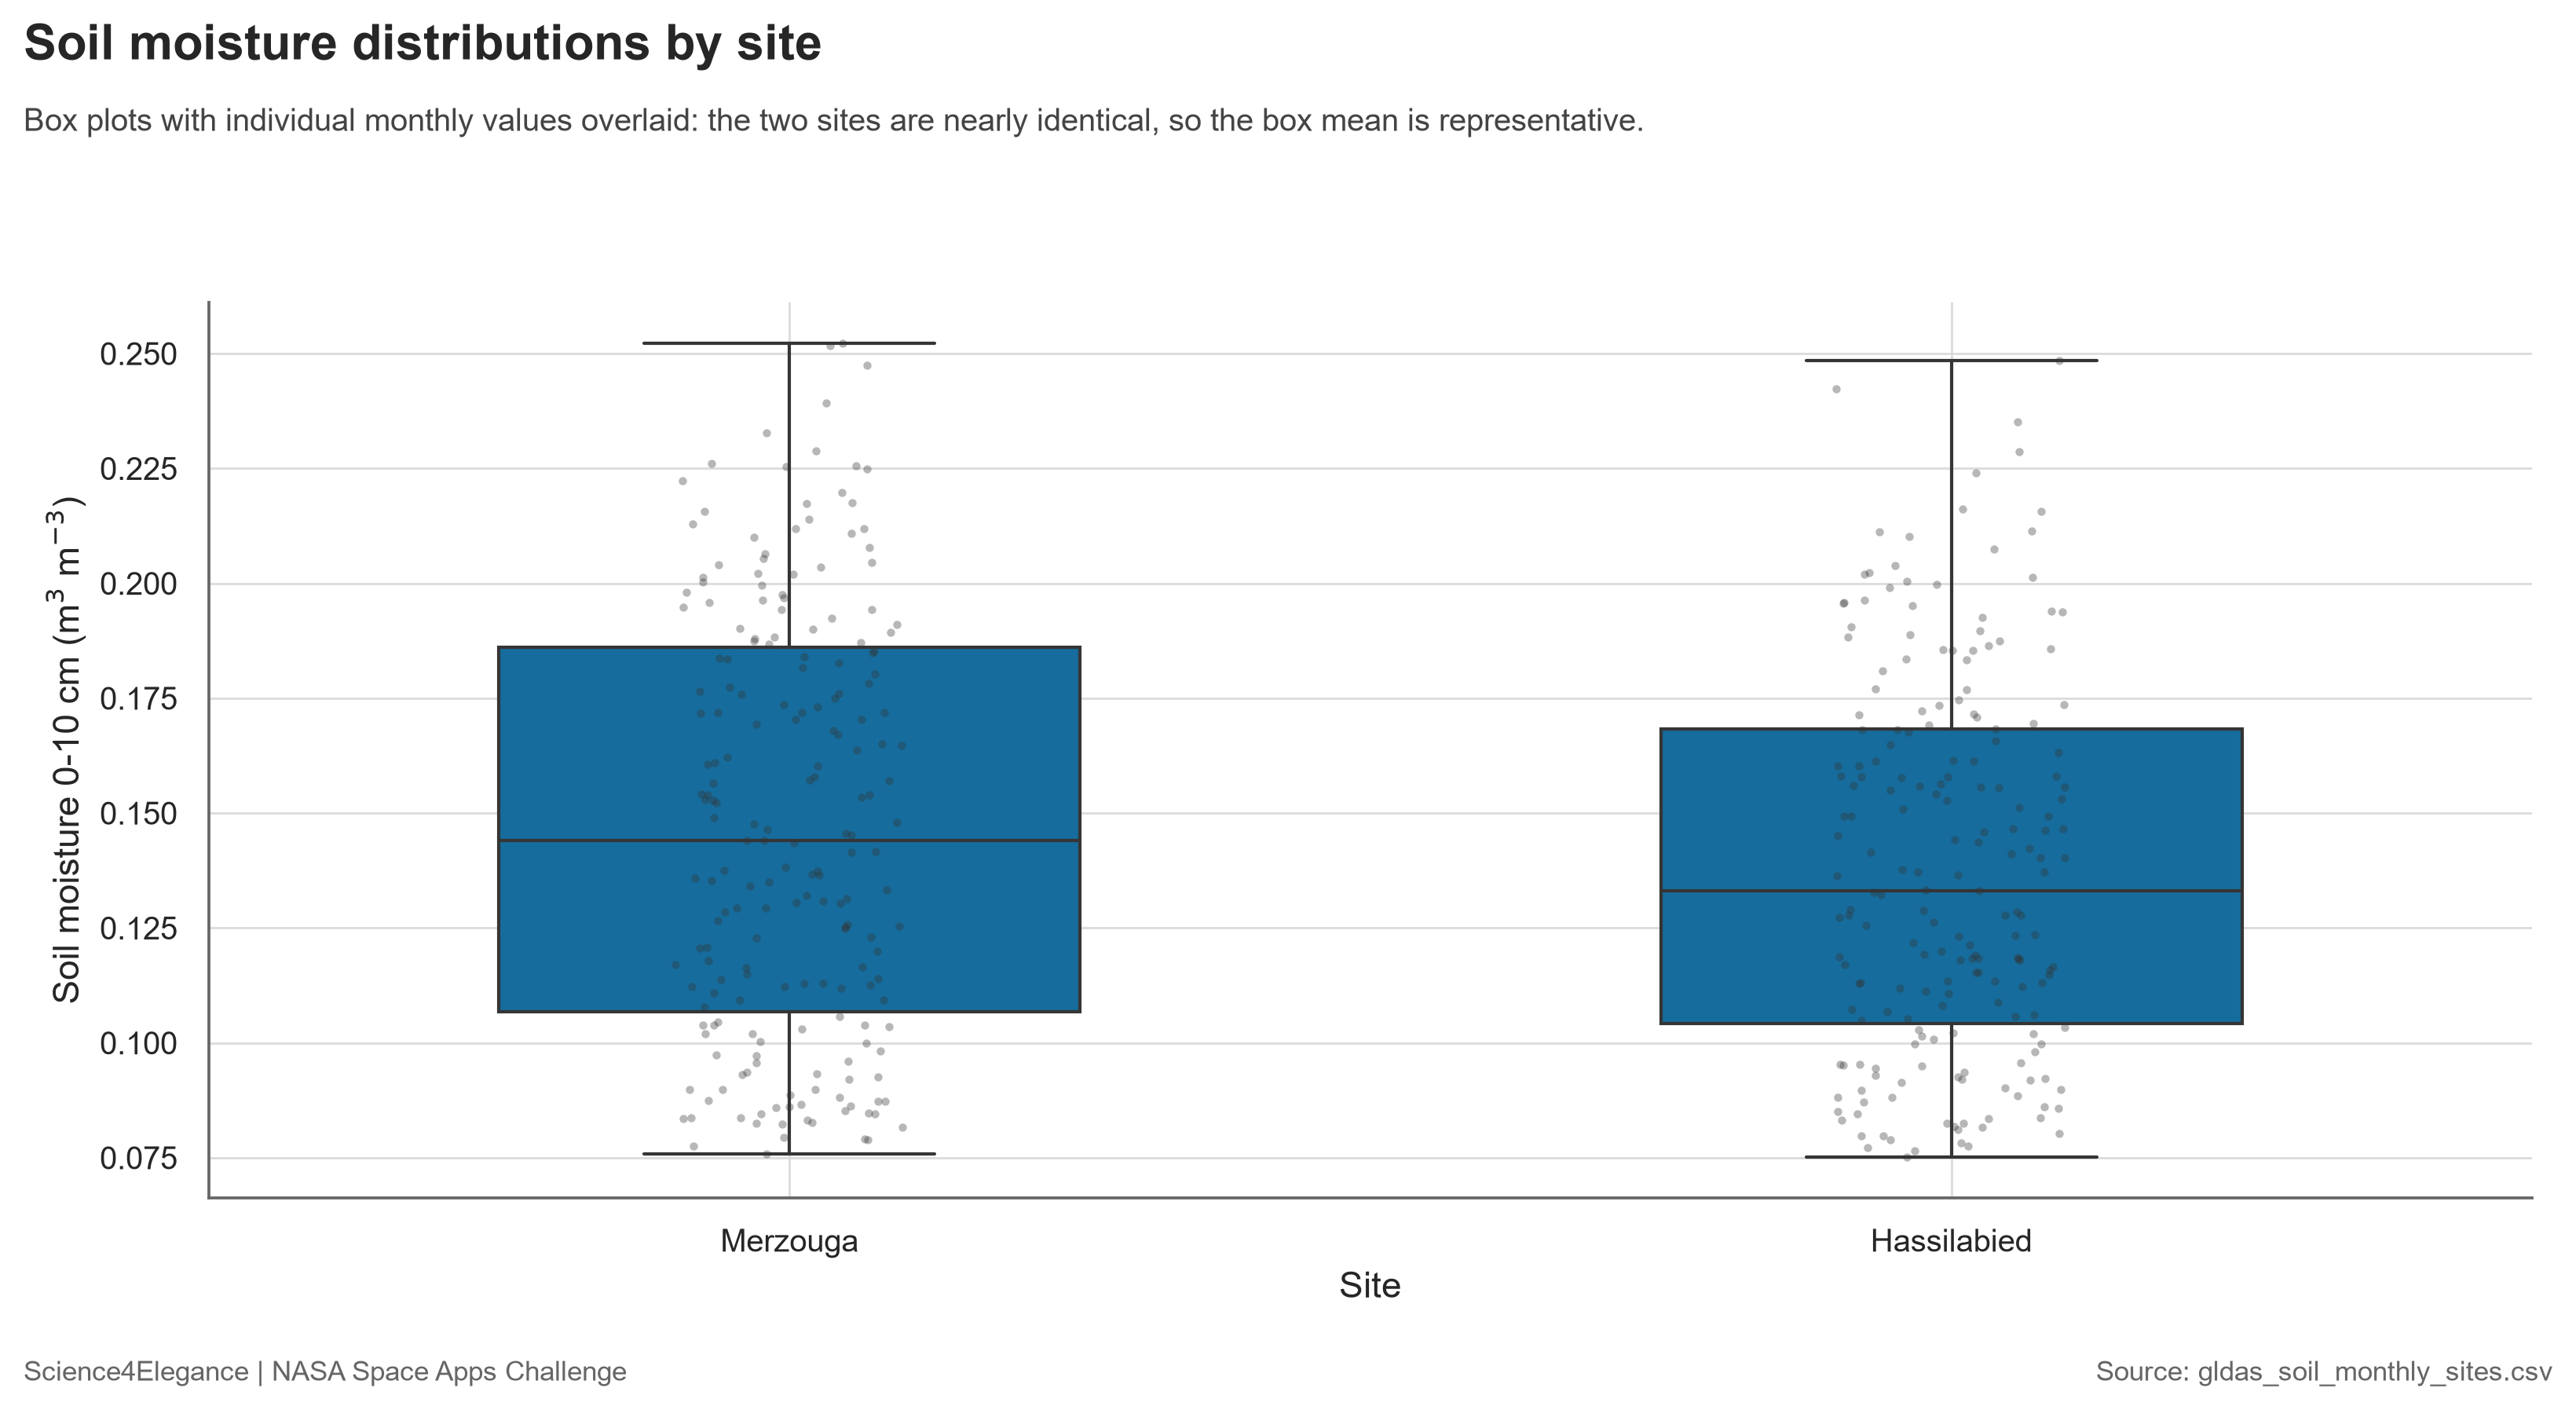 Soil moisture distributions by site
Box plots with individual monthly values overlaid: the two sites are nearly identical, so the box mean is representative.
Soil moisture 0-10 cm (m³ m⁻³)
0.250
0.225
0.200
0.175
0.150
0.125
0.100
0.075
Merzouga
Hassilabied
Site
Science4Elegance | NASA Space Apps Challenge
Source: gldas_soil_monthly_sites.csv